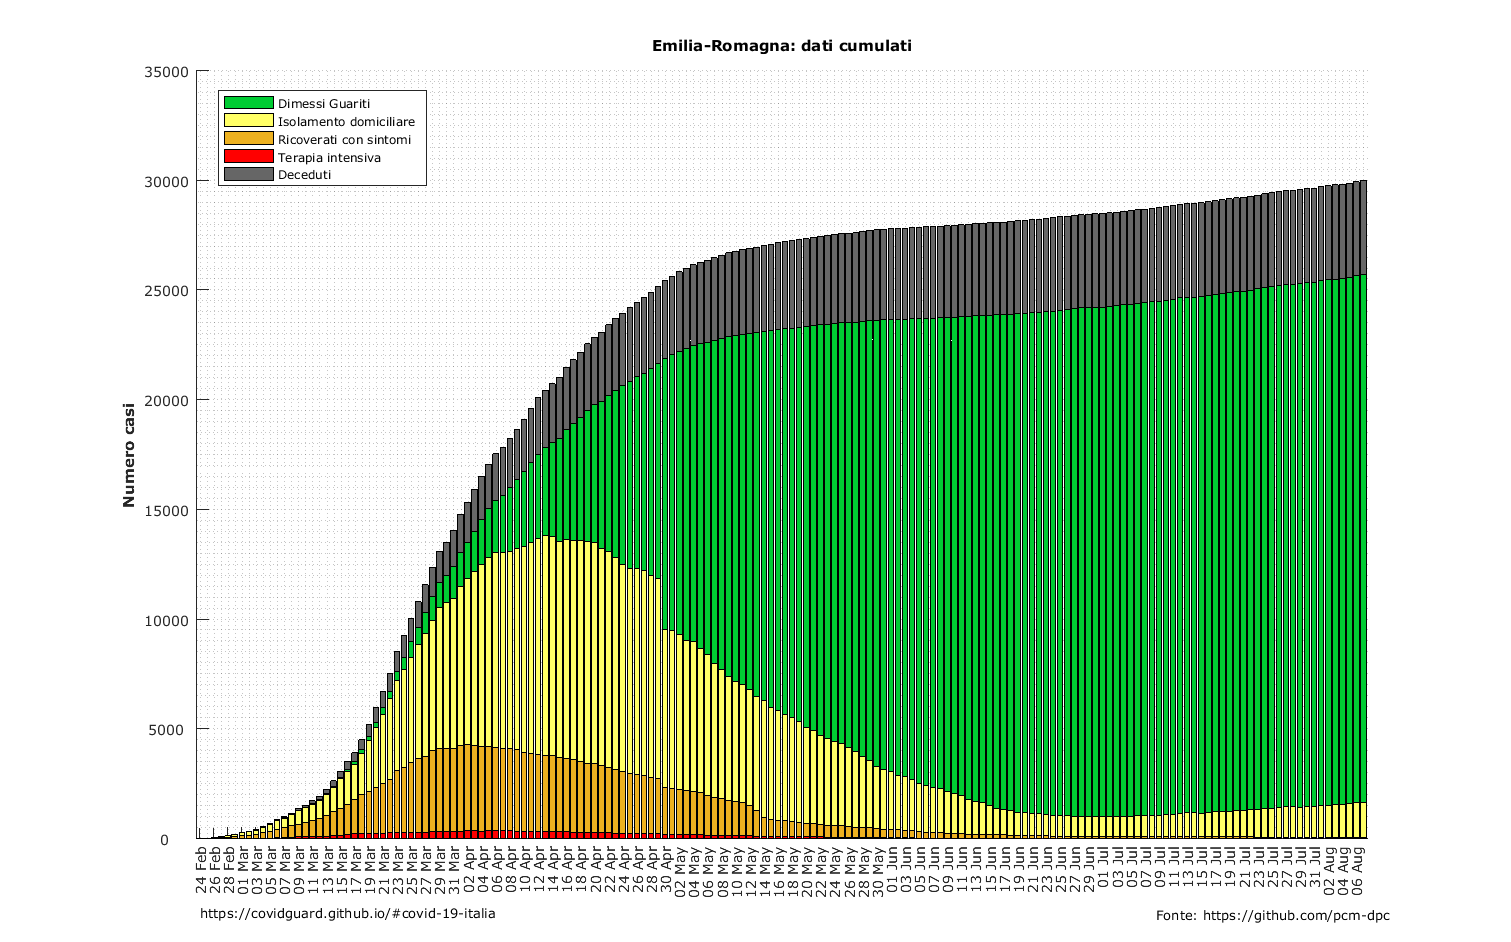 Emilia-Romagna: dati cumulati
35000
30000
25000
20000
15000
10000
5000
0
Numero casi
Dimessi Guariti
Isolamento domiciliare
Ricoverati con sintomi
Terapia intensiva
Deceduti
24 Feb
26 Feb
28 Feb
01 Mar
03 Mar
05 Mar
07 Mar
09 Mar
11 Mar
13 Mar
15 Mar
17 Mar
19 Mar
21 Mar
23 Mar
25 Mar
27 Mar
29 Mar
31 Mar
02 Apr
04 Apr
06 Apr
08 Apr
10 Apr
12 Apr
14 Apr
16 Apr
18 Apr
20 Apr
22 Apr
24 Apr
26 Apr
28 Apr
30 Apr
02 May
04 May
06 May
08 May
10 May
12 May
14 May
16 May
18 May
20 May
22 May
24 May
26 May
28 May
30 May
01 Jun
03 Jun
05 Jun
07 Jun
09 Jun
11 Jun
13 Jun
15 Jun
17 Jun
19 Jun
21 Jun
23 Jun
25 Jun
27 Jun
29 Jun
01 Jul
03 Jul
05 Jul
07 Jul
09 Jul
11 Jul
13 Jul
15 Jul
17 Jul
19 Jul
21 Jul
23 Jul
25 Jul
27 Jul
29 Jul
31 Jul
02 Aug
04 Aug
06 Aug
https://covidguard.github.io/#covid-19-italia
Fonte: https://github.com/pcm-dpc